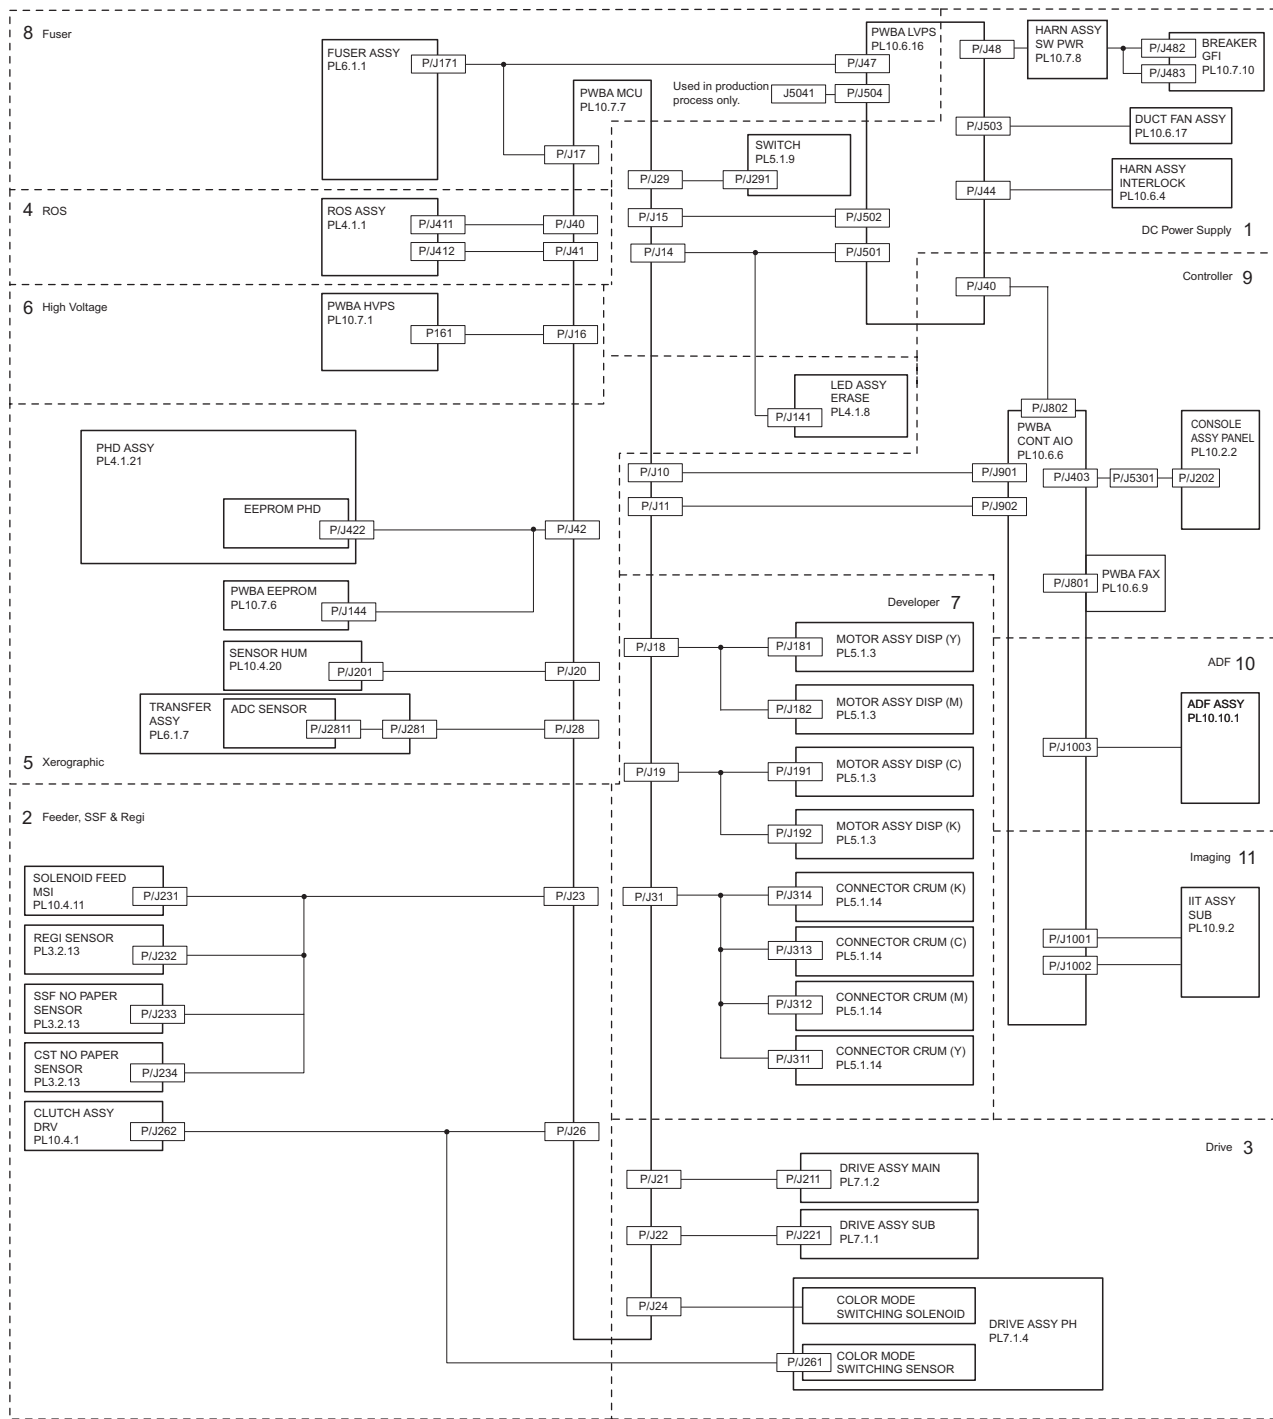 8 Fuser
FUSER ASSY
PL6.1.1
P/J171
PWBA MCU
PL10.7.7
P/J17
Used in production
process only.
J5041
P/J504
PWBA LVPS
PL10.6.16
P/J47
P/J48
HARN ASSY
SW PWR
PL10.7.8
P/J482
P/J483
BREAKER
GFI
PL10.7.10
P/J503
DUCT FAN ASSY
PL10.6.17
P/J44
HARN ASSY
INTERLOCK
PL10.6.4
DC Power Supply 1
SWITCH
PL5.1.9
P/J29
P/J291
P/J15
P/J502
P/J14
P/J501
4 ROS
ROS ASSY
PL4.1.1
P/J411
P/J40
P/J412
P/J41
Controller 9
P/J40
6 High Voltage
PWBA HVPS
PL10.7.1
P161
P/J16
LED ASSY
ERASE
PL4.1.8
P/J141
P/J802
PWBA
CONT AIO
PL10.6.6
CONSOLE
ASSY PANEL
PL10.2.2
P/J403
P/J5301
P/J202
P/J10
P/J901
P/J11
P/J902
P/J801
PWBA FAX
PL10.6.9
PHD ASSY
PL4.1.21
EEPROM PHD
P/J422
P/J42
PWBA EEPROM
PL10.7.6
P/J144
SENSOR HUM
PL10.4.20
P/J201
P/J20
TRANSFER
ASSY
PL6.1.7
ADC SENSOR
P/J2811
P/J281
P/J28
5 Xerographic
Developer 7
P/J18
P/J181
MOTOR ASSY DISP (Y)
PL5.1.3
P/J182
MOTOR ASSY DISP (M)
PL5.1.3
P/J19
P/J191
MOTOR ASSY DISP (C)
PL5.1.3
P/J192
MOTOR ASSY DISP (K)
PL5.1.3
P/J31
P/J314
CONNECTOR CRUM (K)
PL5.1.14
P/J313
CONNECTOR CRUM (C)
PL5.1.14
P/J312
CONNECTOR CRUM (M)
PL5.1.14
P/J311
CONNECTOR CRUM (Y)
PL5.1.14
ADF 10
ADF ASSY
PL10.10.1
P/J1003
Imaging 11
IIT ASSY
SUB
PL10.9.2
P/J1001
P/J1002
2 Feeder, SSF & Regi
SOLENOID FEED
MSI
PL10.4.11
P/J231
P/J23
REGI SENSOR
PL3.2.13
P/J232
SSF NO PAPER
SENSOR
PL3.2.13
P/J233
CST NO PAPER
SENSOR
PL3.2.13
P/J234
CLUTCH ASSY
DRV
PL10.4.1
P/J262
P/J26
Drive 3
P/J21
P/J211
DRIVE ASSY MAIN
PL7.1.2
P/J22
P/J221
DRIVE ASSY SUB
PL7.1.1
P/J24
COLOR MODE
SWITCHING SOLENOID
DRIVE ASSY PH
PL7.1.4
P/J261
COLOR MODE
SWITCHING SENSOR